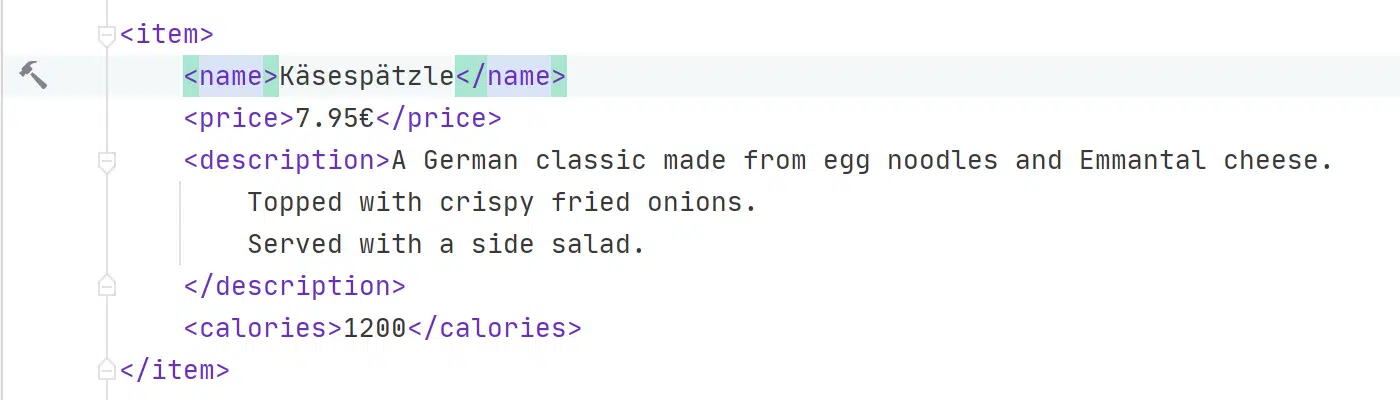 <item>
<name>Käsespätzle</name>
<price>7.95€</price>
<description>A German classic made from egg noodles and Emmantal cheese.
Topped with crispy fried onions.
Served with a side salad.
</description>
<calories>1200</calories>
</item>